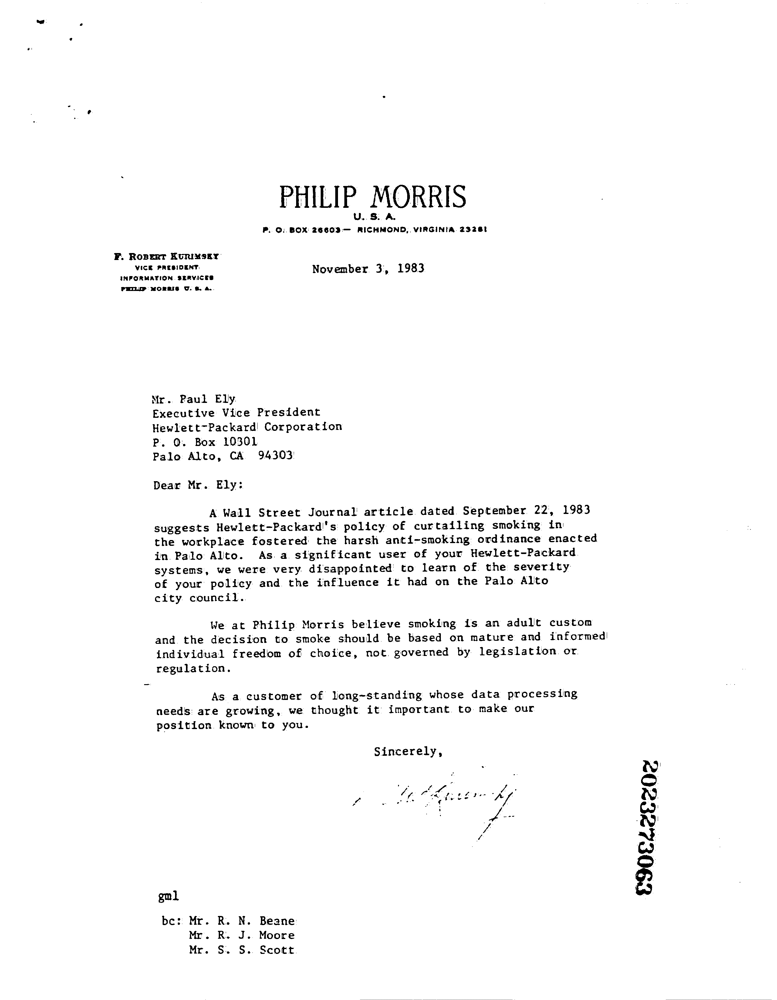 PHILIP MORRIS
U. S. A.
P. O. BOX 26603 — RICHMOND, VIRGINIA 23261
F. ROBERT KURIMSKY
VICE PRESIDENT
INFORMATION SERVICES
PHILIP MORRIS U. S. A.
November 3, 1983
Mr. Paul Ely
Executive Vice President
Hewlett-Packard Corporation
P. O. Box 10301
Palo Alto, CA 94303
Dear Mr. Ely:
A Wall Street Journal article dated September 22, 1983
suggests Hewlett-Packard's policy of curtailing smoking in
the workplace fostered the harsh anti-smoking ordinance enacted
in Palo Alto. As a significant user of your Hewlett-Packard
systems, we were very disappointed to learn of the severity
of your policy and the influence it had on the Palo Alto
city council.
We at Philip Morris believe smoking is an adult custom
and the decision to smoke should be based on mature and informed
individual freedom of choice, not governed by legislation or
regulation.
As a customer of long-standing whose data processing
needs are growing, we thought it important to make our
position known to you.
Sincerely,
gml
bc: Mr. R. N. Beane
Mr. R. J. Moore
Mr. S. S. Scott
2023273063